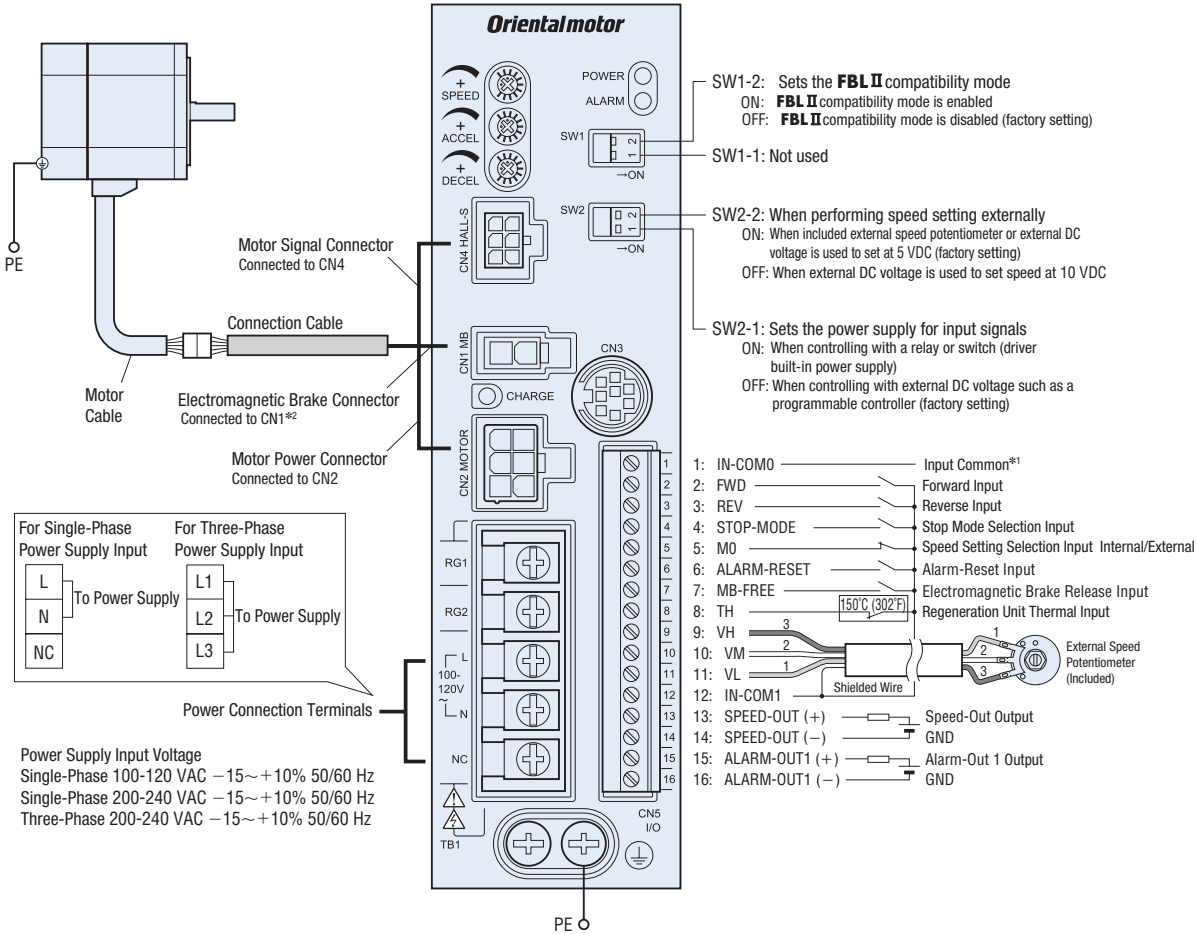 Orientalmotor
POWER
ALARM
+
SPEED
+
ACCEL
+
DECEL
SW1
1 2
→ON
SW2
1 2
→ON
CN4 HALL-S
CN1 MB
CN3
CHARGE
CN2 MOTOR
1
2
3
4
5
6
7
8
9
10
11
12
13
14
15
16
RG1
RG2
L
100-
120V
~
N
NC
TB1
CN5
I/O
PE
PE
Motor Signal Connector
Connected to CN4
Connection Cable
Motor
Cable
Electromagnetic Brake Connector
Connected to CN1*2
Motor Power Connector
Connected to CN2
For Single-Phase
Power Supply Input
L
N
NC
To Power Supply
For Three-Phase
Power Supply Input
L1
L2
L3
To Power Supply
Power Connection Terminals
Power Supply Input Voltage
Single-Phase 100-120 VAC −15~+10% 50/60 Hz
Single-Phase 200-240 VAC −15~+10% 50/60 Hz
Three-Phase 200-240 VAC −15~+10% 50/60 Hz
SW1-2: Sets the FBLⅡ compatibility mode
ON: FBLⅡ compatibility mode is enabled
OFF: FBLⅡ compatibility mode is disabled (factory setting)
SW1-1: Not used
SW2-2: When performing speed setting externally
ON: When included external speed potentiometer or external DC
voltage is used to set at 5 VDC (factory setting)
OFF: When external DC voltage is used to set speed at 10 VDC
SW2-1: Sets the power supply for input signals
ON: When controlling with a relay or switch (driver
built-in power supply)
OFF: When controlling with external DC voltage such as a
programmable controller (factory setting)
1: IN-COM0 Input Common*1
2: FWD Forward Input
3: REV Reverse Input
4: STOP-MODE Stop Mode Selection Input
5: M0 Speed Setting Selection Input Internal/External
6: ALARM-RESET Alarm-Reset Input
7: MB-FREE Electromagnetic Brake Release Input
8: TH 150°C (302°F) Regeneration Unit Thermal Input
9: VH 3
10: VM 2
11: VL 1
12: IN-COM1 Shielded Wire
1
2
3
External Speed
Potentiometer
(Included)
13: SPEED-OUT (+) Speed-Out Output
14: SPEED-OUT (−) GND
15: ALARM-OUT1 (+) Alarm-Out 1 Output
16: ALARM-OUT1 (−) GND